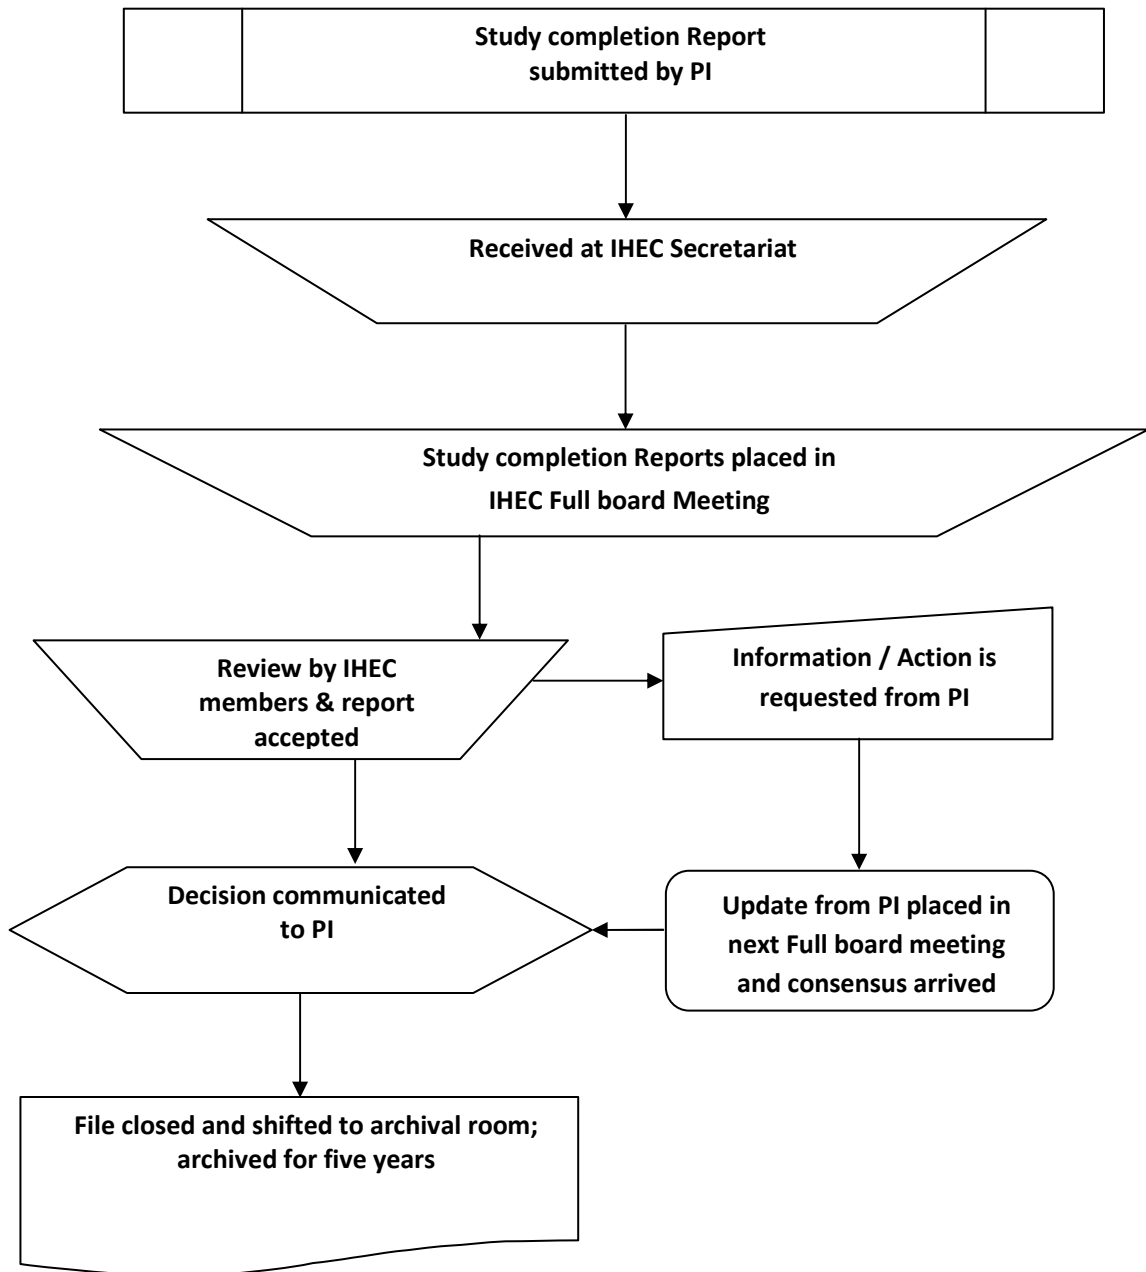 Study completion Report
submitted by PI
Received at IHEC Secretariat
Study completion Reports placed in
IHEC Full board Meeting
Review by IHEC
members & report
accepted
Information / Action is
requested from PI
Decision communicated
to PI
Update from PI placed in
next Full board meeting
and consensus arrived
File closed and shifted to archival room;
archived for five years